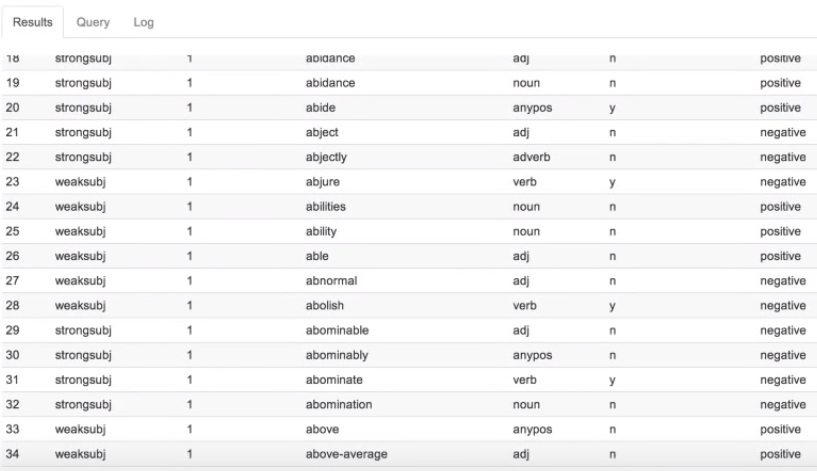 Results Query Log
18 strongsubj 1 abidance adj n positive
19 strongsubj 1 abidance noun n positive
20 strongsubj 1 abide anypos y positive
21 strongsubj 1 abject adj n negative
22 strongsubj 1 abjectly adverb n negative
23 weaksubj 1 abjure verb y negative
24 weaksubj 1 abilities noun n positive
25 weaksubj 1 ability noun n positive
26 weaksubj 1 able adj n positive
27 weaksubj 1 abnormal adj n negative
28 weaksubj 1 abolish verb y negative
29 strongsubj 1 abominable adj n negative
30 strongsubj 1 abominably anypos n negative
31 strongsubj 1 abominate verb y negative
32 strongsubj 1 abomination noun n negative
33 weaksubj 1 above anypos n positive
34 weaksubj 1 above-average adj n positive